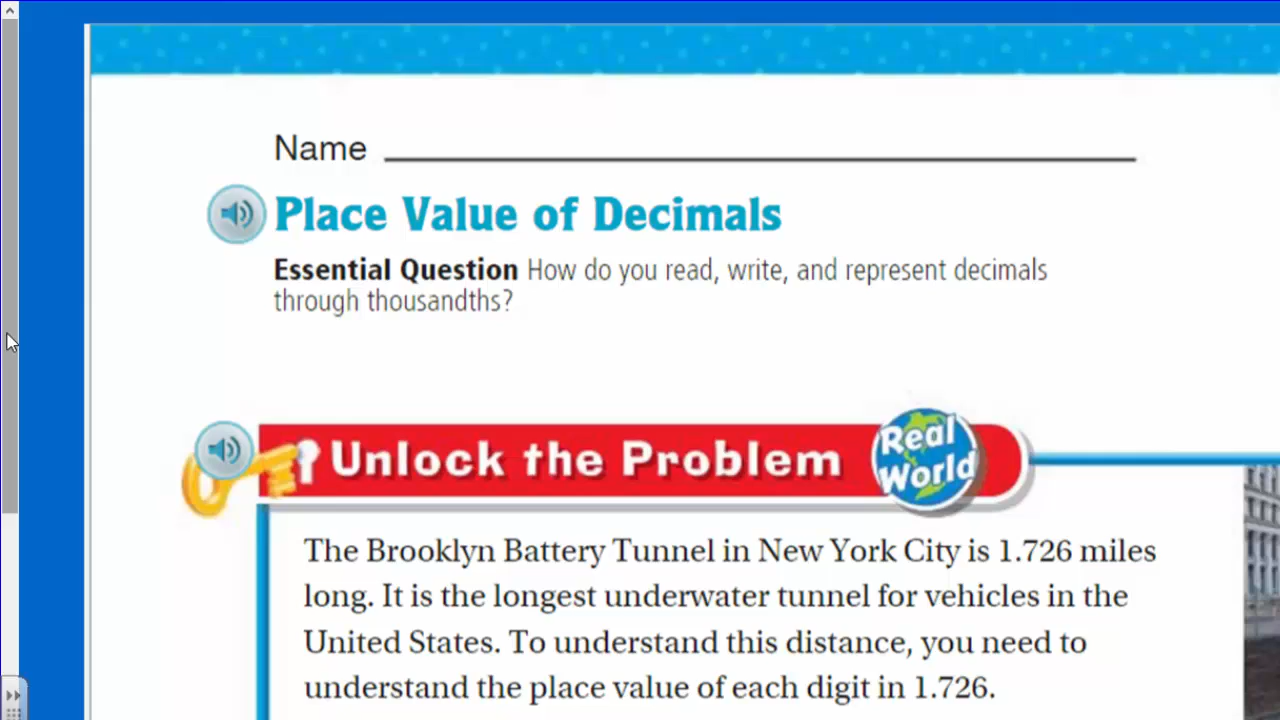 Name
Place Value of Decimals
Essential Question How do you read, write, and represent decimals
through thousandths?
Unlock the Problem
Real
World
The Brooklyn Battery Tunnel in New York City is 1.726 miles
long. It is the longest underwater tunnel for vehicles in the
United States. To understand this distance, you need to
understand the place value of each digit in 1.726.